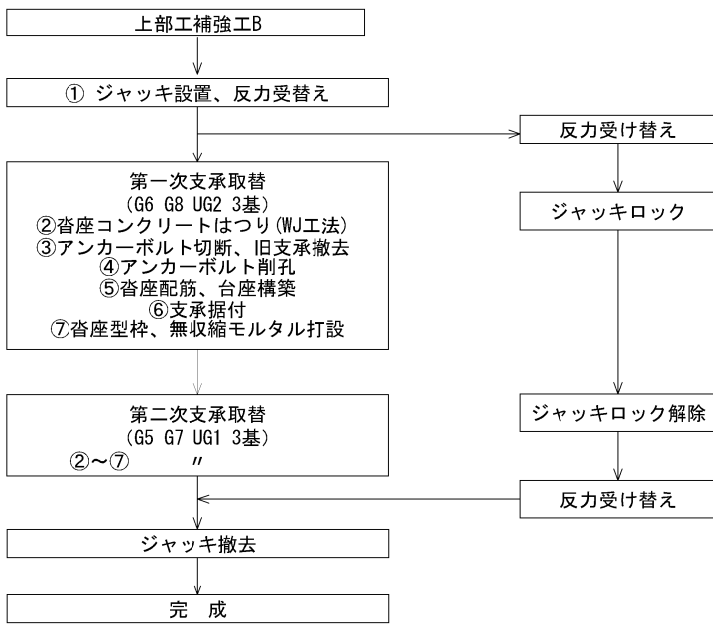 上部工補強工B
① ジャッキ設置、反力受替え
反力受け替え
第一次支承取替
(G6 G8 UG2 3基)
②沓座コンクリートはつり(WJ工法)
③アンカーボルト切断、旧支承撤去
④アンカーボルト削孔
⑤沓座配筋、台座構築
⑥支承据付
⑦沓座型枠、無収縮モルタル打設
ジャッキロック
第二次支承取替
(G5 G7 UG1 3基)
②～⑦ 〃
ジャッキロック解除
反力受け替え
ジャッキ撤去
完 成